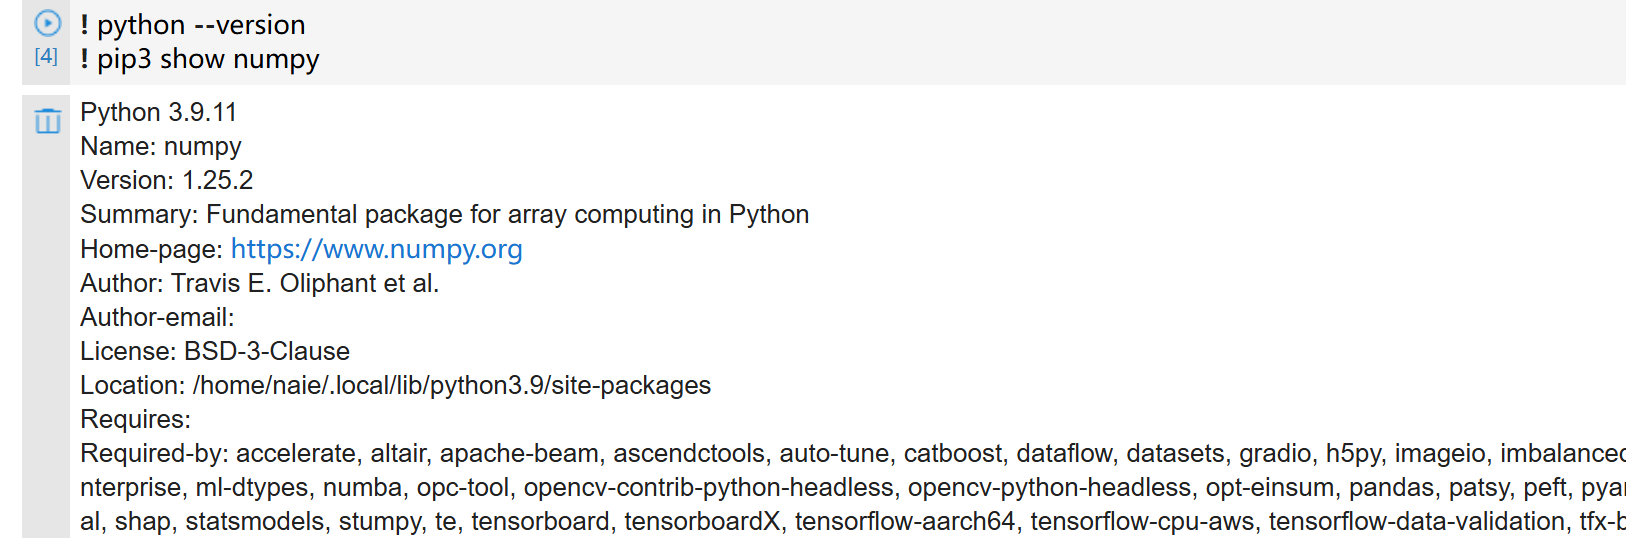 ! python --version
[4] ! pip3 show numpy
Python 3.9.11
Name: numpy
Version: 1.25.2
Summary: Fundamental package for array computing in Python
Home-page: https://www.numpy.org
Author: Travis E. Oliphant et al.
Author-email:
License: BSD-3-Clause
Location: /home/naie/.local/lib/python3.9/site-packages
Requires:
Required-by: accelerate, altair, apache-beam, ascendctools, auto-tune, catboost, dataflow, datasets, gradio, h5py, imageio, imbalanced
nterprise, ml-dtypes, numba, opc-tool, opencv-contrib-python-headless, opencv-python-headless, opt-einsum, pandas, patsy, peft, pyar
al, shap, statsmodels, stumpy, te, tensorboard, tensorboardX, tensorflow-aarch64, tensorflow-cpu-aws, tensorflow-data-validation, tfx-b